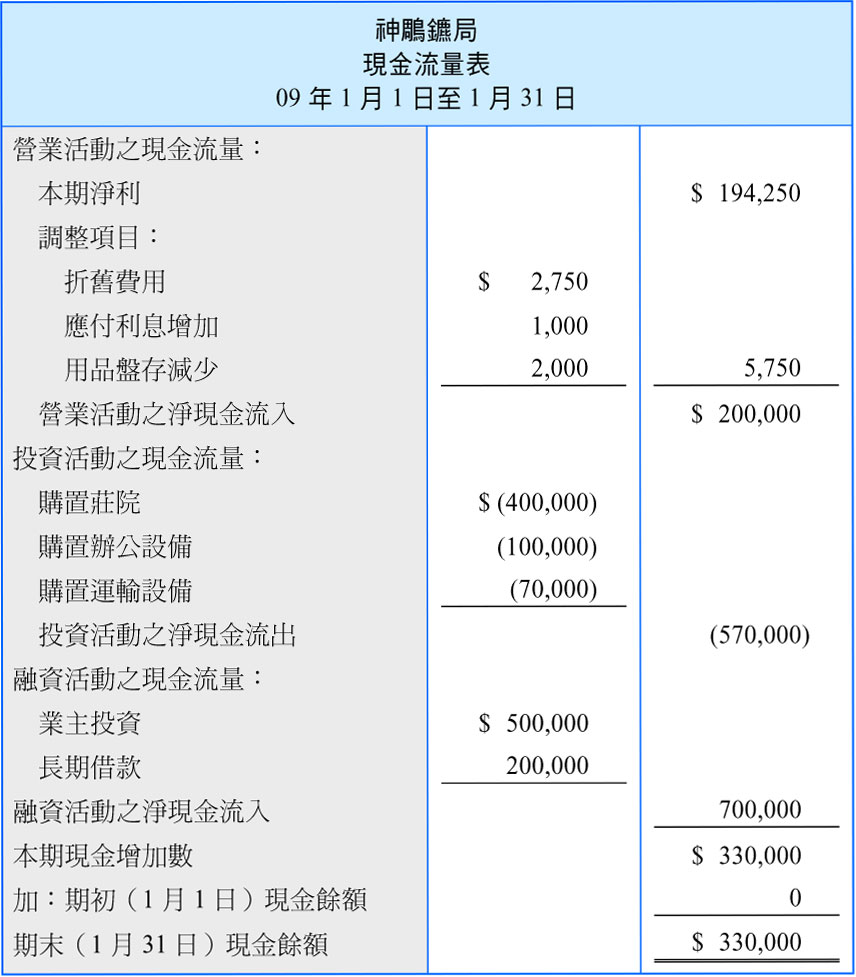 神鵰鑣局
現金流量表
09 年 1 月 1 日至 1 月 31 日
營業活動之現金流量：
本期淨利 $ 194,250
調整項目：
折舊費用 $ 2,750
應付利息增加 1,000
用品盤存減少 2,000 5,750
營業活動之淨現金流入 $ 200,000
投資活動之現金流量：
購置莊院 $ (400,000)
購置辦公設備 (100,000)
購置運輸設備 (70,000)
投資活動之淨現金流出 (570,000)
融資活動之現金流量：
業主投資 $ 500,000
長期借款 200,000
融資活動之淨現金流入 700,000
本期現金增加數 $ 330,000
加：期初（1 月 1 日）現金餘額 0
期末（1 月 31 日）現金餘額 $ 330,000